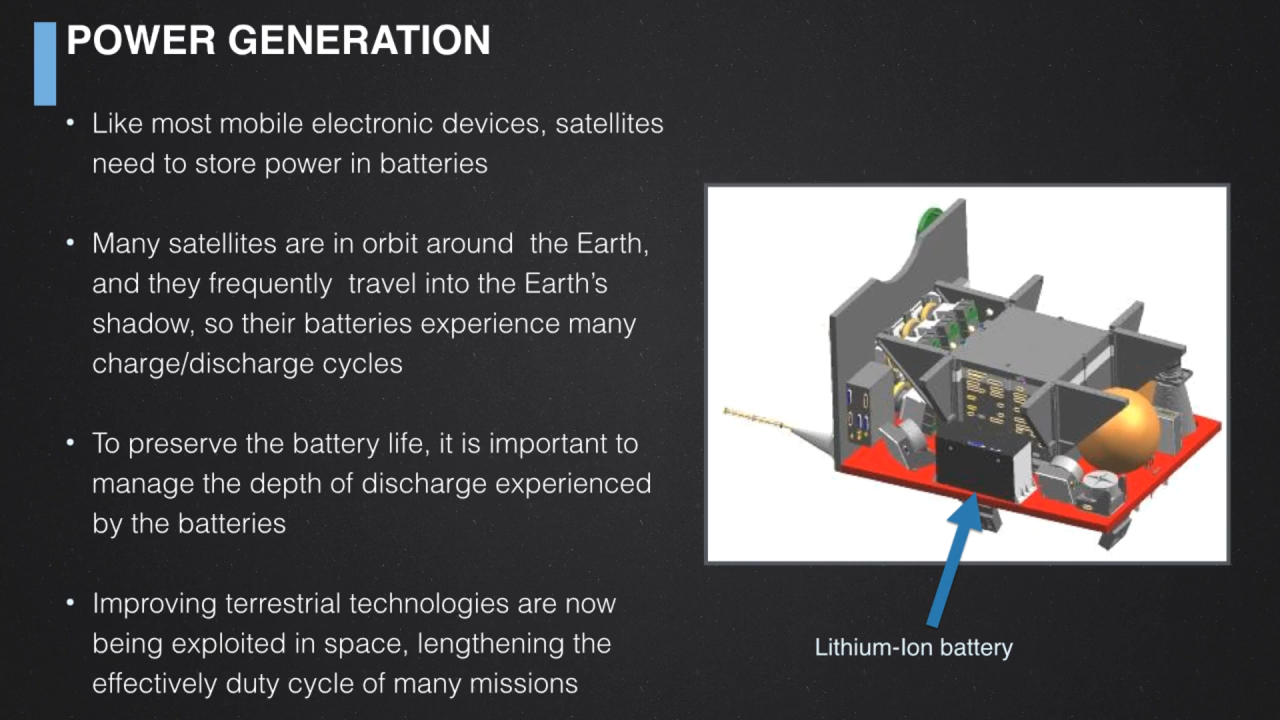 POWER GENERATION
• Like most mobile electronic devices, satellites
need to store power in batteries
• Many satellites are in orbit around  the Earth,
and they frequently  travel into the Earth’s
shadow, so their batteries experience many
charge/discharge cycles
• To preserve the battery life, it is important to
manage the depth of discharge experienced
by the batteries
• Improving terrestrial technologies are now
being exploited in space, lengthening the
effectively duty cycle of many missions
Lithium-Ion battery